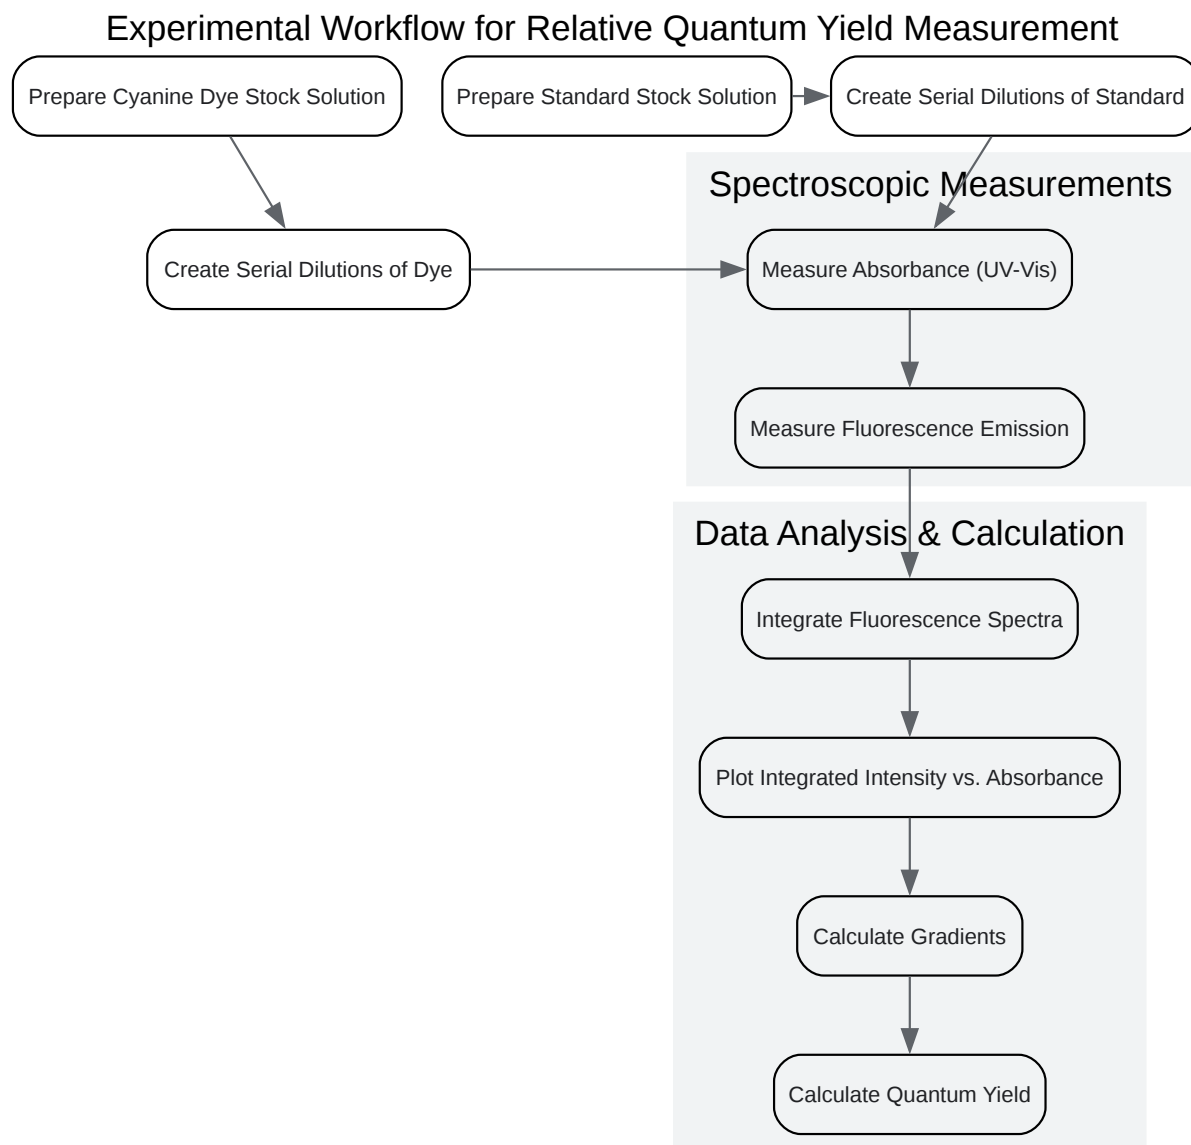 Experimental Workflow for Relative Quantum Yield Measurement
Prepare Cyanine Dye Stock Solution
Prepare Standard Stock Solution
Create Serial Dilutions of Standard
Spectroscopic Measurements
Create Serial Dilutions of Dye
Measure Absorbance (UV-Vis)
Measure Fluorescence Emission
Data Analysis & Calculation
Integrate Fluorescence Spectra
Plot Integrated Intensity vs. Absorbance
Calculate Gradients
Calculate Quantum Yield